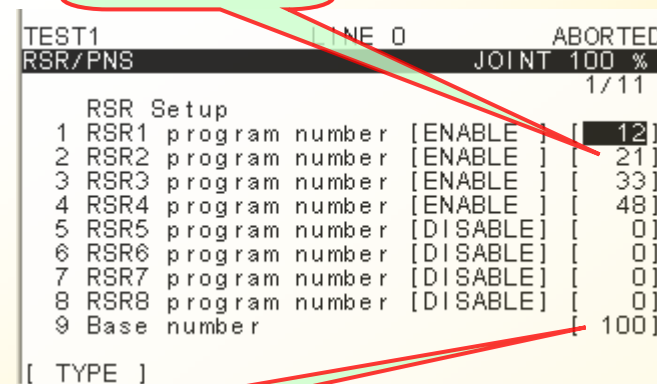 TEST1 LINE 0 ABORTED
RSR/PNS JOINT 100 %
1/11
RSR Setup
1 RSR1 program number [ENABLE ] [ 12]
2 RSR2 program number [ENABLE ] [ 21]
3 RSR3 program number [ENABLE ] [ 33]
4 RSR4 program number [ENABLE ] [ 48]
5 RSR5 program number [DISABLE] [ 0]
6 RSR6 program number [DISABLE] [ 0]
7 RSR7 program number [DISABLE] [ 0]
8 RSR8 program number [DISABLE] [ 0]
9 Base number [ 100]
[ TYPE ]